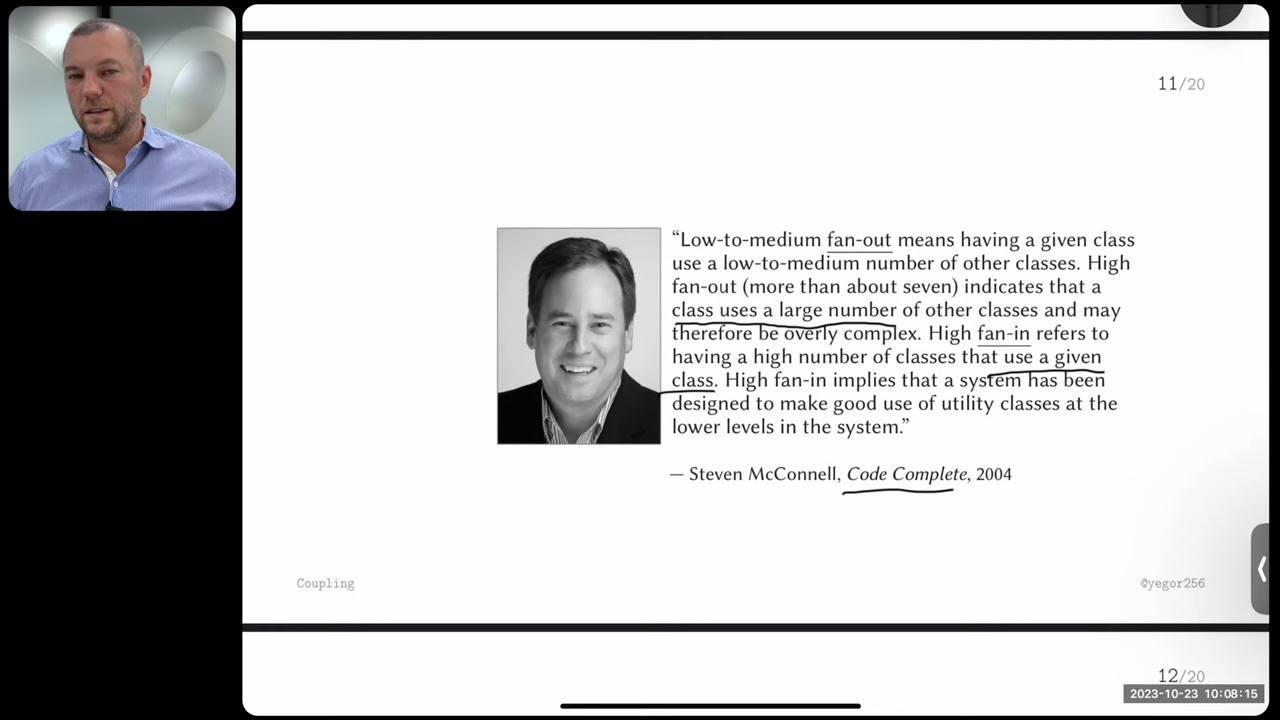 11/20
“Low-to-medium fan-out means having a given class
use a low-to-medium number of other classes. High
fan-out (more than about seven) indicates that a
class uses a large number of other classes and may
therefore be overly complex. High fan-in refers to
having a high number of classes that use a given
class. High fan-in implies that a system has been
designed to make good use of utility classes at the
lower levels in the system.”
— Steven McConnell, Code Complete, 2004
Coupling
@yegor256
12/20
2023-10-23 10:08:15